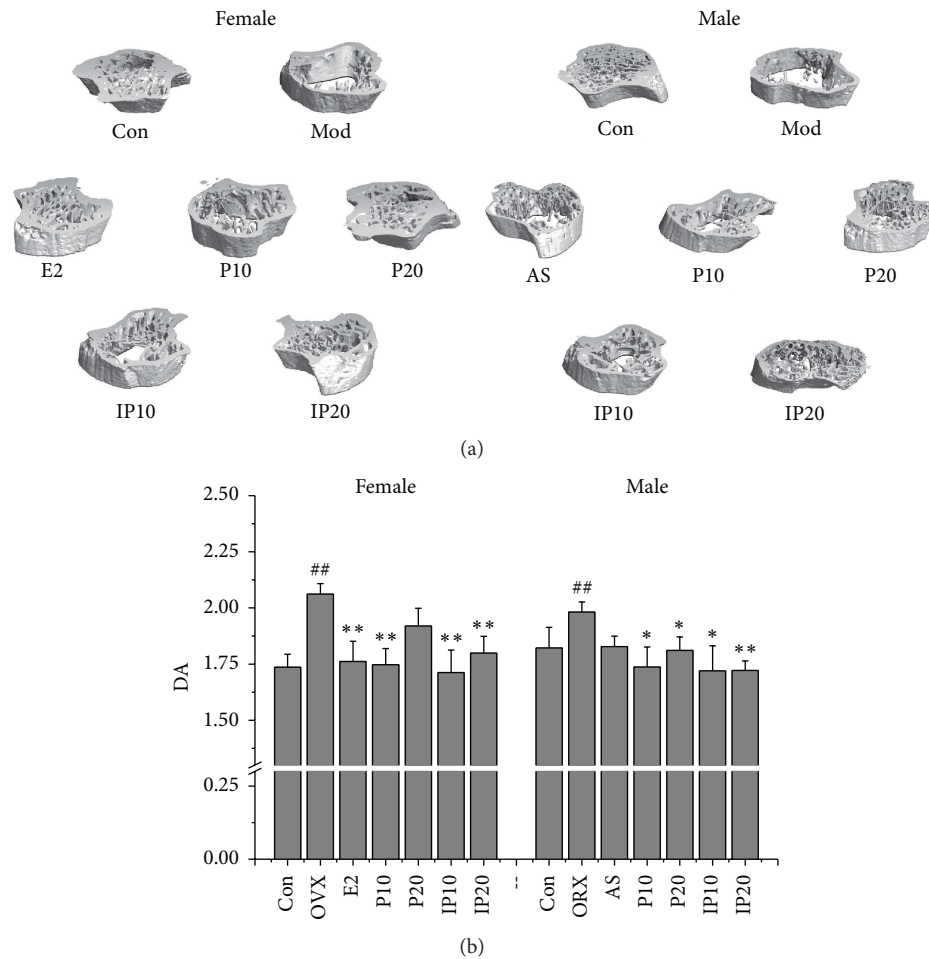 Female Male
Con Mod Con Mod
E2 P10 P20 AS P10 P20
IP10 IP20 IP10 IP20
(a)
Female Male
2.50
2.25
2.00
1.75
1.50
0.25
0.00
DA
##
**
**
**
**
##
*
*
*
**
Con OVX E2 P10 P20 IP10 IP20 -- Con ORX AS P10 P20 IP10 IP20
(b)